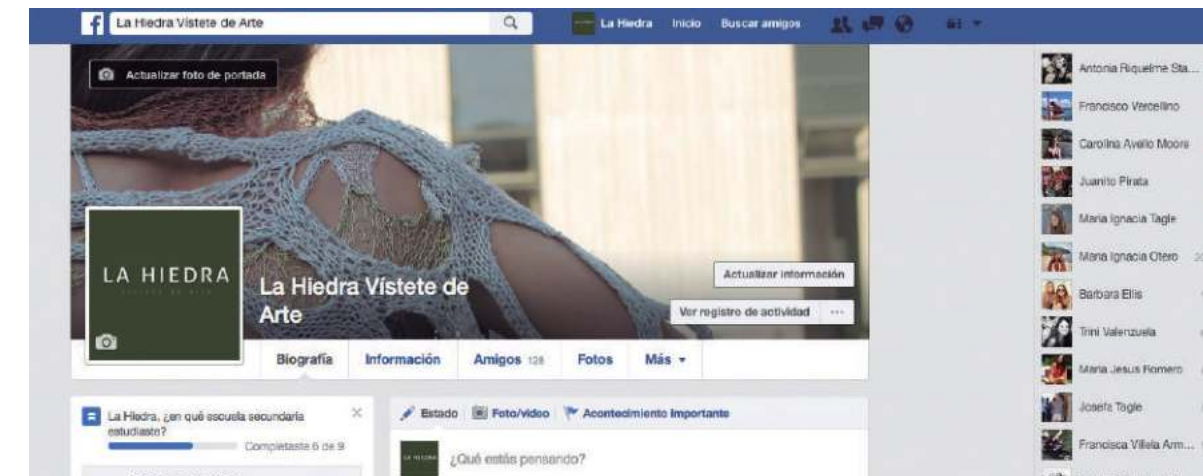 La Hiedra Vístete de Arte
La Hiedra Inicio Buscar amigos
Actualizar foto de portada
LA HIEDRA
La Hiedra Vístete de
Arte
Actualizar información
Ver registro de actividad ...
Biografía Información Amigos 128 Fotos Más
La Hiedra, ¿en qué escuela secundaria
estudiaste?
Completaste 6 de 9
Estado Foto/video Acontecimiento importante
¿Qué estás pensando?
Antonia Riquelme Sta...
Francisco Vercellino
Carolina Avello Moore
Juanito Pirata
Maria Ignacia Tagle
Maria Ignacia Otero
Barbara Ellis
Trini Valenzuela
Maria Jesus Romero
Josefa Tagle
Francisca Villela Arm...